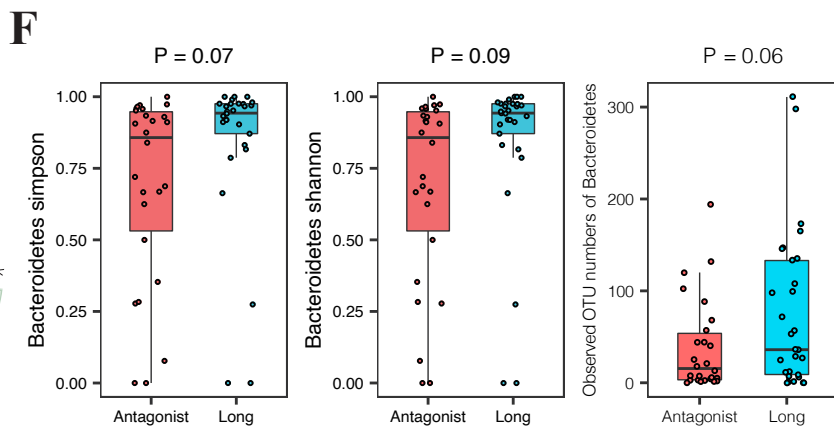 F
P = 0.07
Bacteroidetes simpson
1.00
0.75
0.50
0.25
0.00
Antagonist Long
P = 0.09
Bacteroidetes shannon
1.00
0.75
0.50
0.25
0.00
Antagonist Long
P = 0.06
Observed OTU numbers of Bacteroidetes
300
200
100
0
Antagonist Long